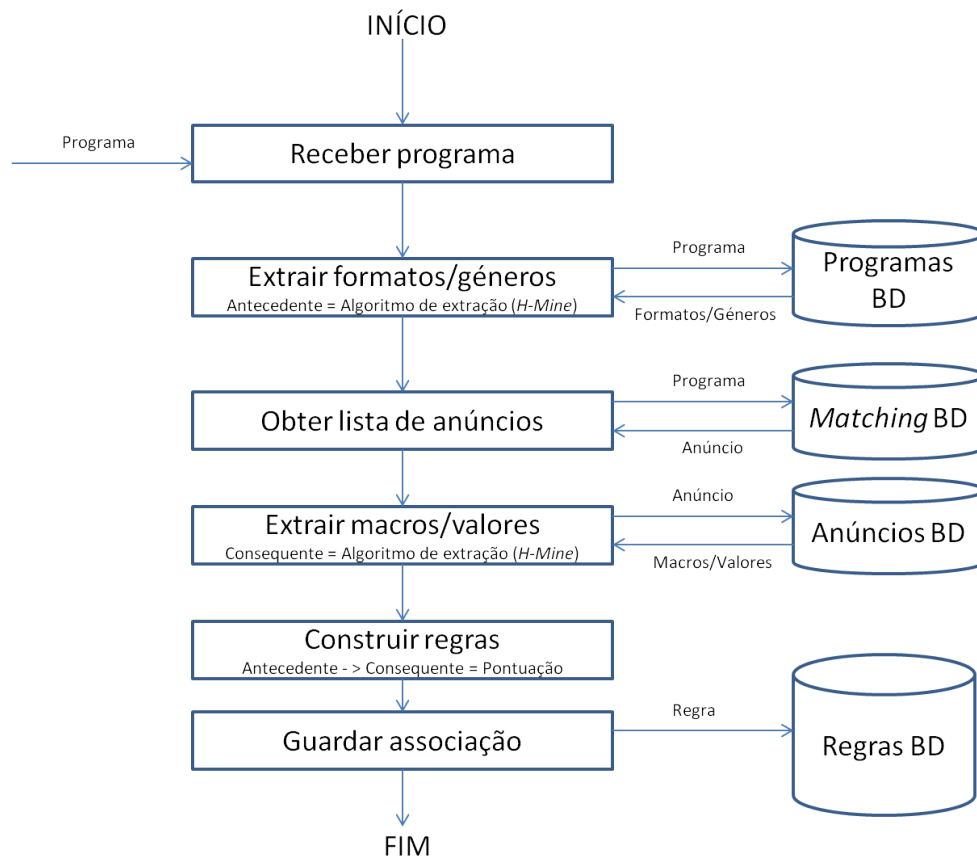 INÍCIO
Programa
Receber programa
Extrair formatos/géneros
Antecedente = Algoritmo de extração (H-Mine)
Programa
Formatos/Géneros
Programas
BD
Obter lista de anúncios
Programa
Anúncio
Matching BD
Extrair macros/valores
Consequente = Algoritmo de extração (H-Mine)
Anúncio
Macros/Valores
Anúncios BD
Construir regras
Antecedente - > Consequente = Pontuação
Guardar associação
Regra
Regras BD
FIM